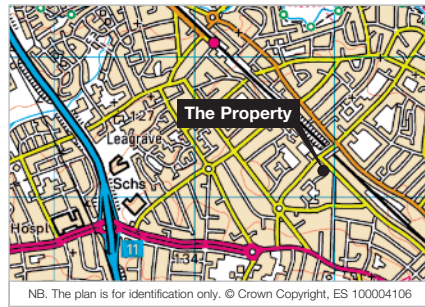 The Property
127
Leagrave
Schs
Hospl
11
134
NB. The plan is for identification only. © Crown Copyright, ES 100004106